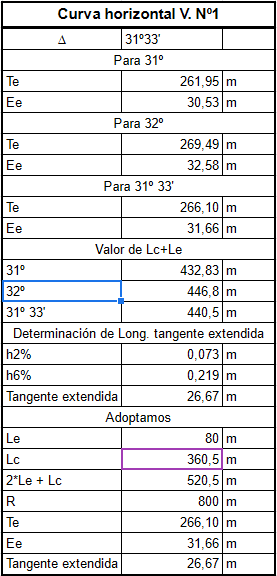 Curva horizontal V. Nº1
Δ 31º33'
Para 31º
Te 261,95 m
Ee 30,53 m
Para 32º
Te 269,49 m
Ee 32,58 m
Para 31º 33'
Te 266,10 m
Ee 31,66 m
Valor de Lc+Le
31º 432,83 m
32º 446,8 m
31º 33' 440,5 m
Determinación de Long. tangente extendida
h2% 0,073 m
h6% 0,219 m
Tangente extendida 26,67 m
Adoptamos
Le 80 m
Lc 360,5 m
2*Le + Lc 520,5 m
R 800 m
Te 266,10 m
Ee 31,66 m
Tangente extendida 26,67 m